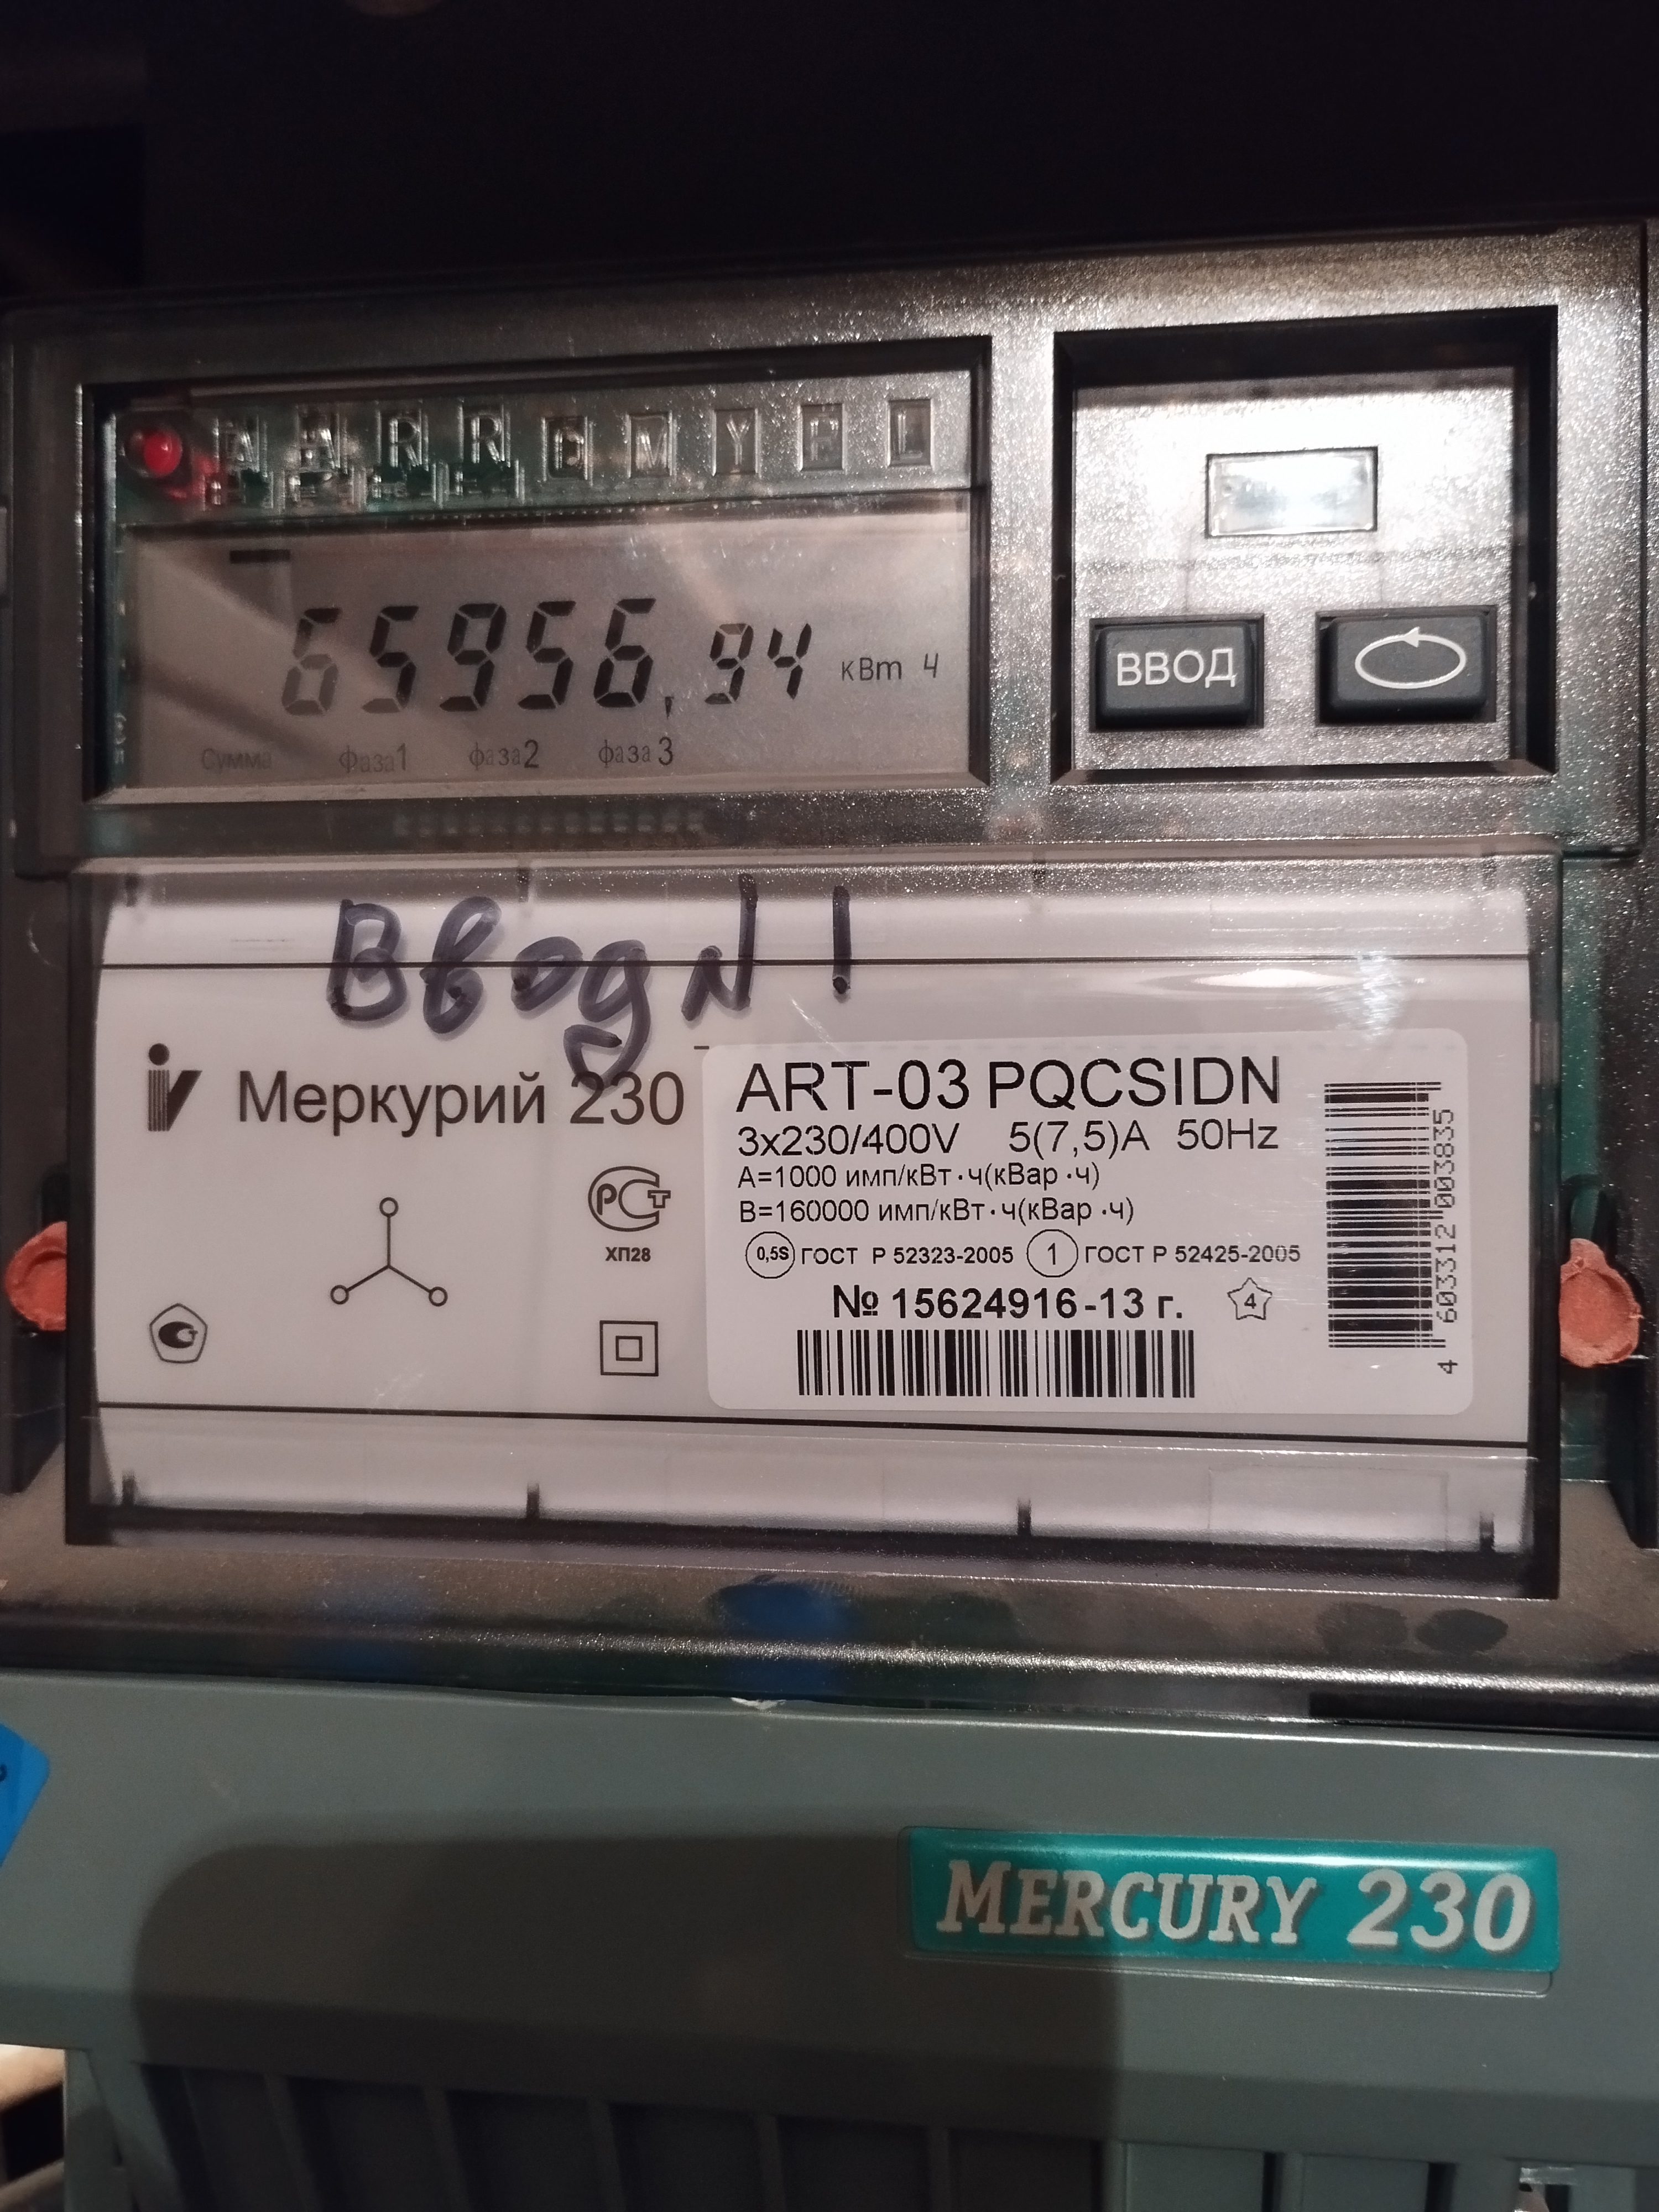 A A R R C M Y P L
65956,94 кВт ч
Сумма фаза1 фаза2 фаза3
ВВОД
Ввод N 1
Меркурий 230
ART-03 PQCSIDN
3x230/400V 5(7,5)A 50Hz
A=1000 имп/кВт·ч(кВар·ч)
B=160000 имп/кВт·ч(кВар·ч)
0,5S ГОСТ Р 52323-2005 1 ГОСТ Р 52425-2005
№ 15624916-13 г. 4
РСТ
ХП28
4 603312 003835
MERCURY 230